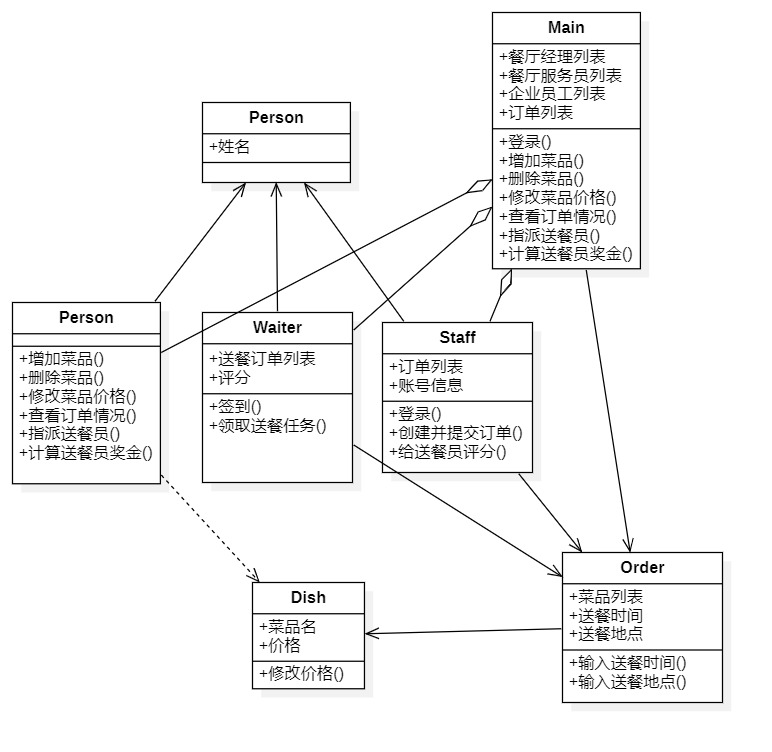 Main
+餐厅经理列表
+餐厅服务员列表
+企业员工列表
+订单列表
+登录()
+增加菜品()
+删除菜品()
+修改菜品价格()
+查看订单情况()
+指派送餐员()
+计算送餐员奖金()
Person
+姓名
Person
+增加菜品()
+删除菜品()
+修改菜品价格()
+查看订单情况()
+指派送餐员()
+计算送餐员奖金()
Waiter
+送餐订单列表
+评分
+签到()
+领取送餐任务()
Staff
+订单列表
+账号信息
+登录()
+创建并提交订单()
+给送餐员评分()
Dish
+菜品名
+价格
+修改价格()
Order
+菜品列表
+送餐时间
+送餐地点
+输入送餐时间()
+输入送餐地点()